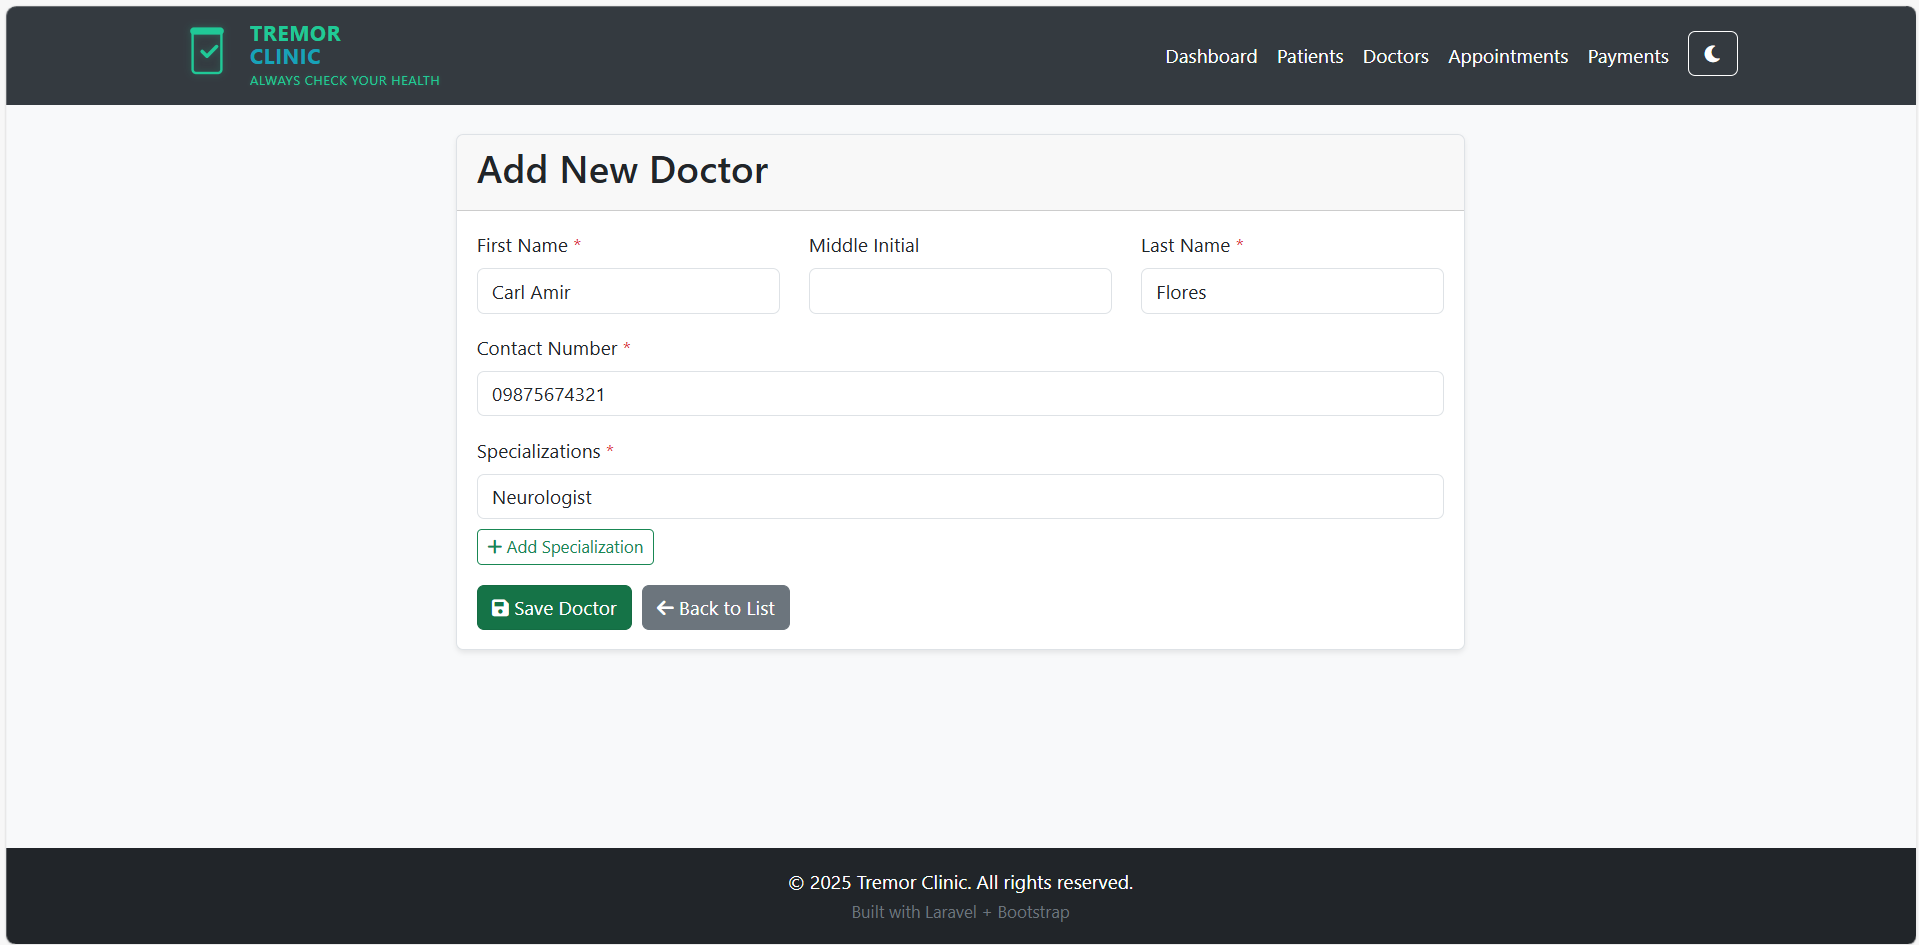 TREMOR
CLINIC
ALWAYS CHECK YOUR HEALTH
Dashboard Patients Doctors Appointments Payments
Add New Doctor
First Name * Middle Initial Last Name *
Carl Amir Flores
Contact Number *
09875674321
Specializations *
Neurologist
+ Add Specialization
Save Doctor ← Back to List
© 2025 Tremor Clinic. All rights reserved.
Built with Laravel + Bootstrap